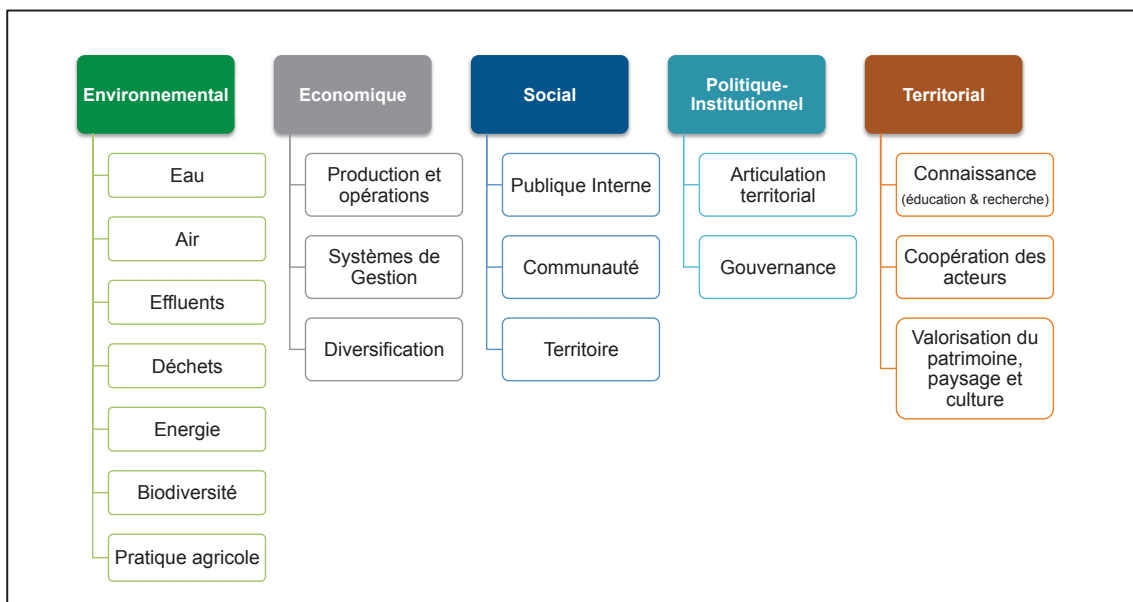 Environnemental
Eau
Air
Effluents
Déchets
Energie
Biodiversité
Pratique agricole
Economique
Production et
opérations
Systèmes de
Gestion
Diversification
Social
Publique Interne
Communauté
Territoire
Politique-
Institutionnel
Articulation
territorial
Gouvernance
Territorial
Connaissance
(éducation & recherche)
Coopération des
acteurs
Valorisation du
patrimoine,
paysage et
culture